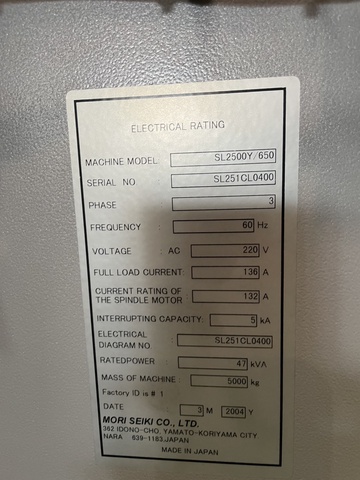 ELECTRICAL RATING
MACHINE MODEL : SL2500Y/650
SERIAL NO : SL251CL0400
PHASE : 3
FREQUENCY : 60 Hz
VOLTAGE : AC 220 V
FULL LOAD CURRENT : 136 A
CURRENT RATING OF
THE SPINDLE MOTOR : 132 A
INTERRUPTING CAPACITY: 5 kA
ELECTRICAL
DIAGRAM NO : SL251CL0400
RATEDPOWER : 47 kVA
MASS OF MACHINE : 5000 kg
Factory ID is # 1
DATE 3 M 2004 Y
MORI SEIKI CO., LTD.
362 IDONO-CHO, YAMATO-KORIYAMA CITY
NARA 639-1183,JAPAN
MADE IN JAPAN